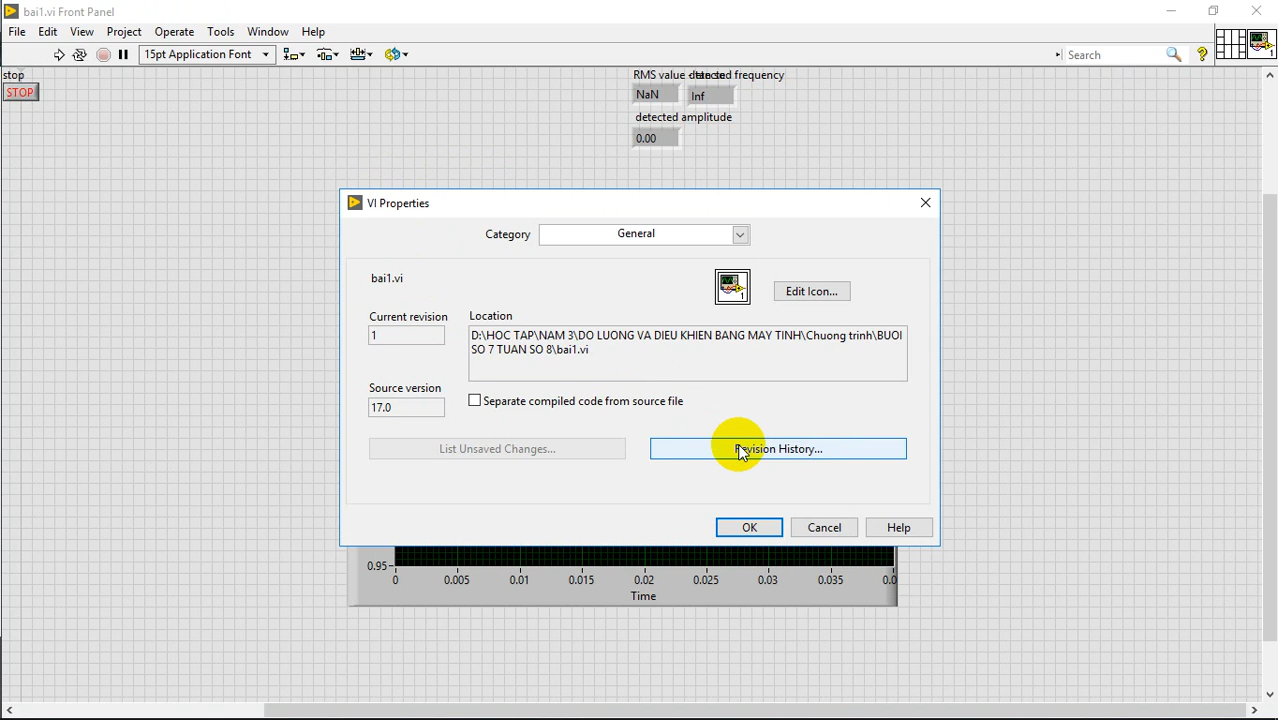 bai1.vi Front Panel
File Edit View Project Operate Tools Window Help
15pt Application Font
Search
?
1
stop
STOP
RMS value
detected frequency
NaN
Inf
detected amplitude
0.00
VI Properties
Category
General
bai1.vi
1
Edit Icon...
Current revision
1
Location
D:\HOC TAP\NAM 3\DO LUONG VA DIEU KHIEN BANG MAY TINH\Chuong trinh\BUOI
SO 7 TUAN SO 8\bai1.vi
Source version
17.0
Separate compiled code from source file
List Unsaved Changes...
Revision History...
OK
Cancel
Help
0.95
0 0.005 0.01 0.015 0.02 0.025 0.03 0.035 0.0
Time